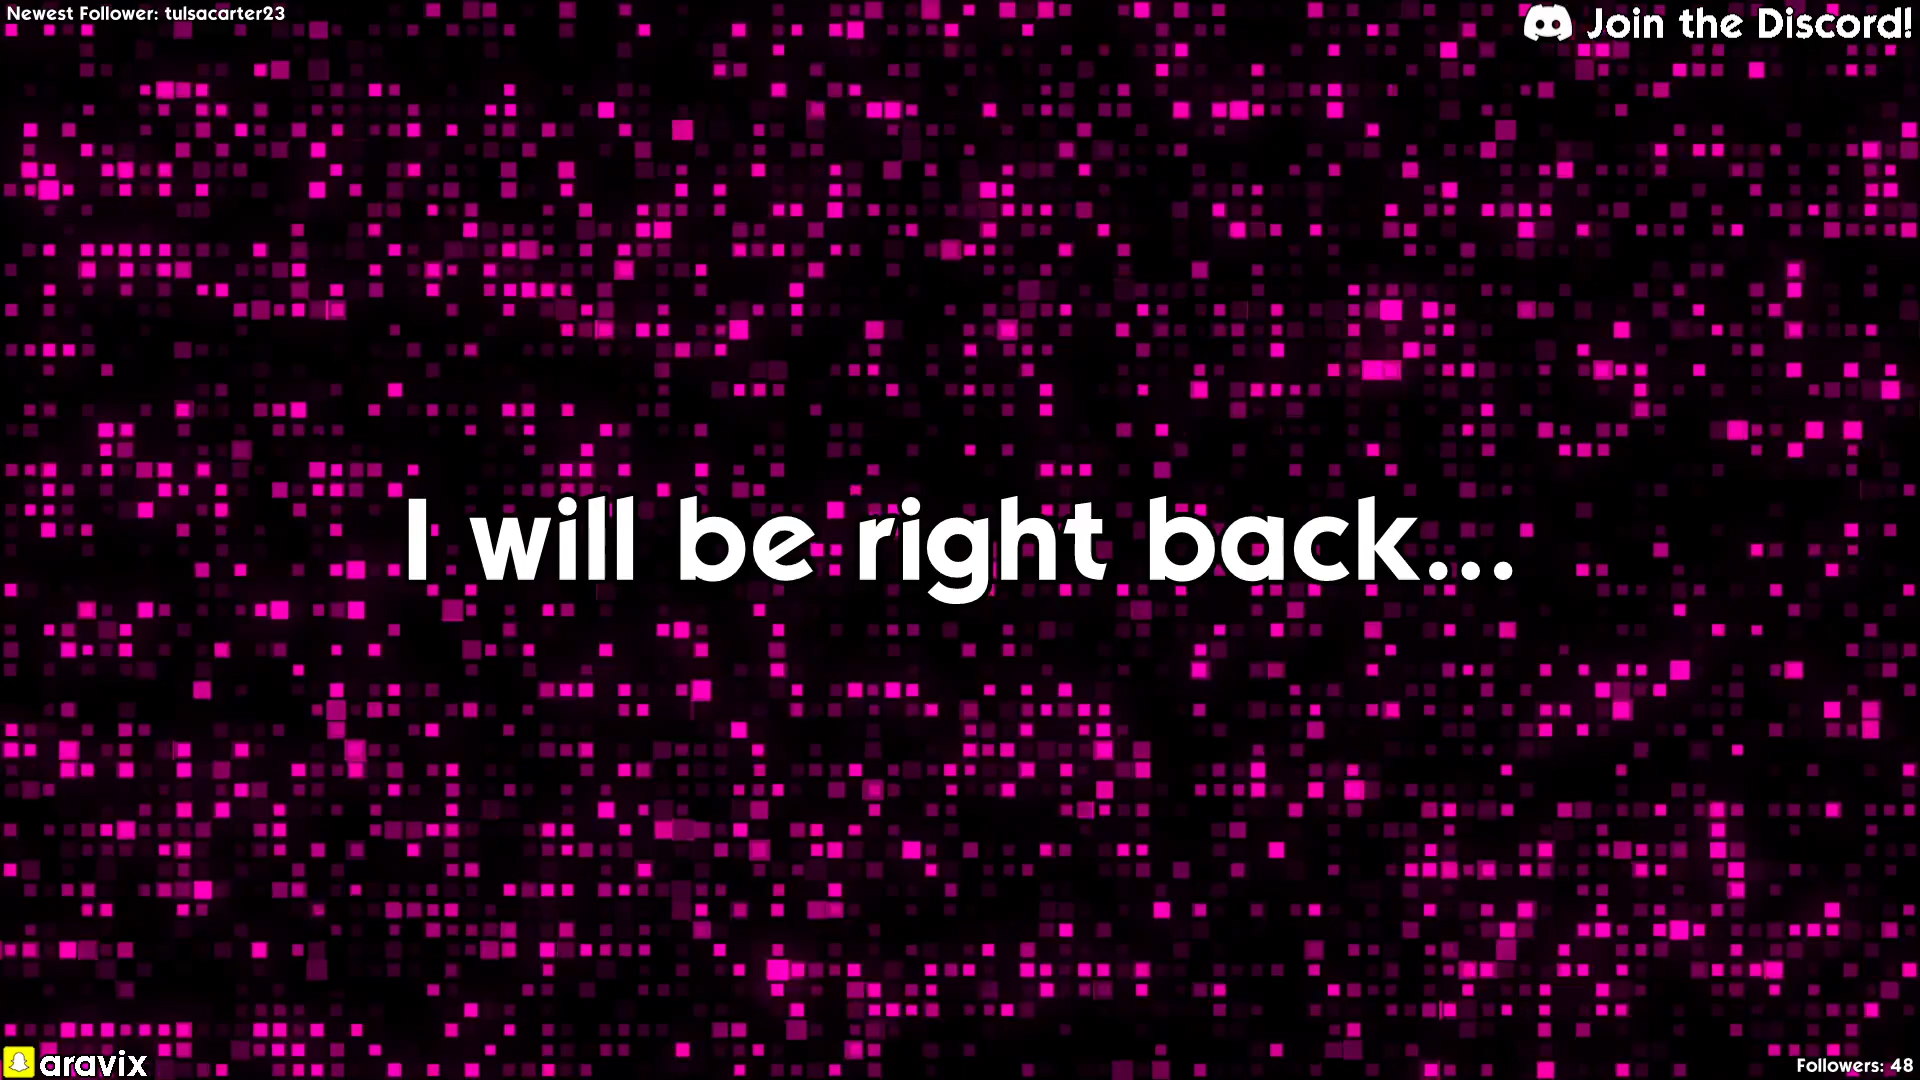 Newest Follower: tulsacarter23
Join the Discord!
I will be right back...
aravix
Followers: 48